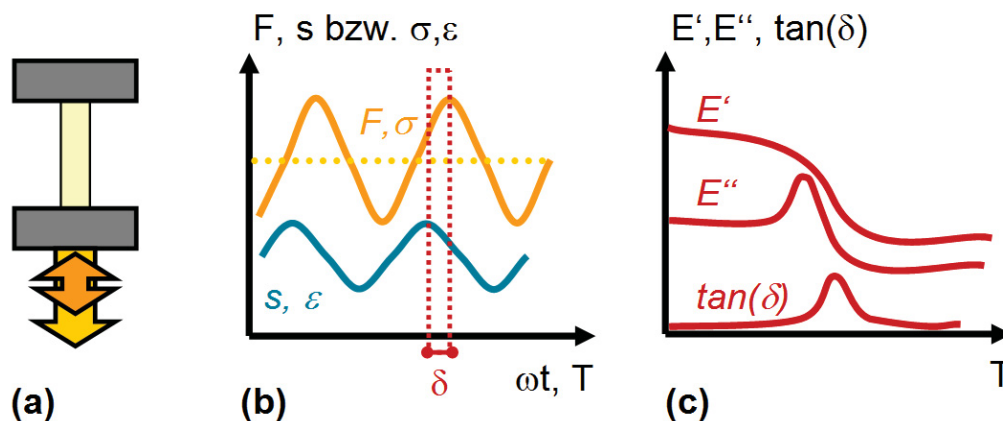 F, s bzw. σ,ε
F, σ
s, ε
δ
ωt, T
E‘,E‘‘, tan(δ)
E‘
E‘‘
tan(δ)
T
(a)
(b)
(c)